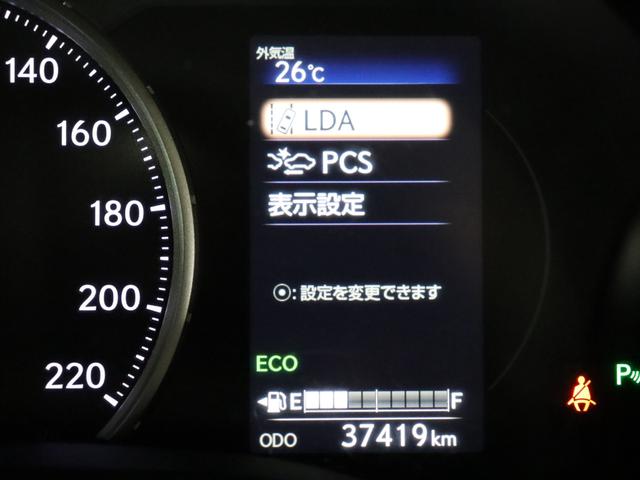 140
160
180
200
220
外気温
26℃
LDA
PCS
表示設定
⦿:設定を変更できます
ECO
E F
ODO 37419km
P